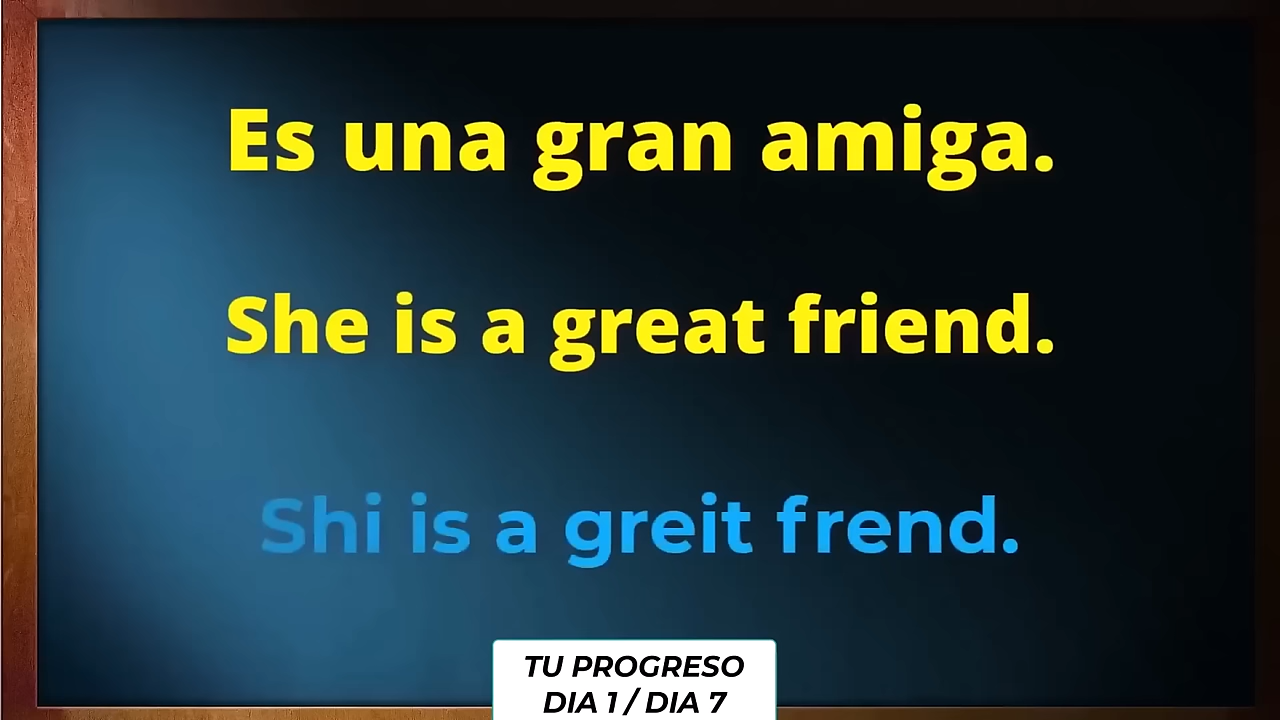 Es una gran amiga.
She is a great friend.
Shi is a greit frend.
TU PROGRESO
DIA 1 / DIA 7